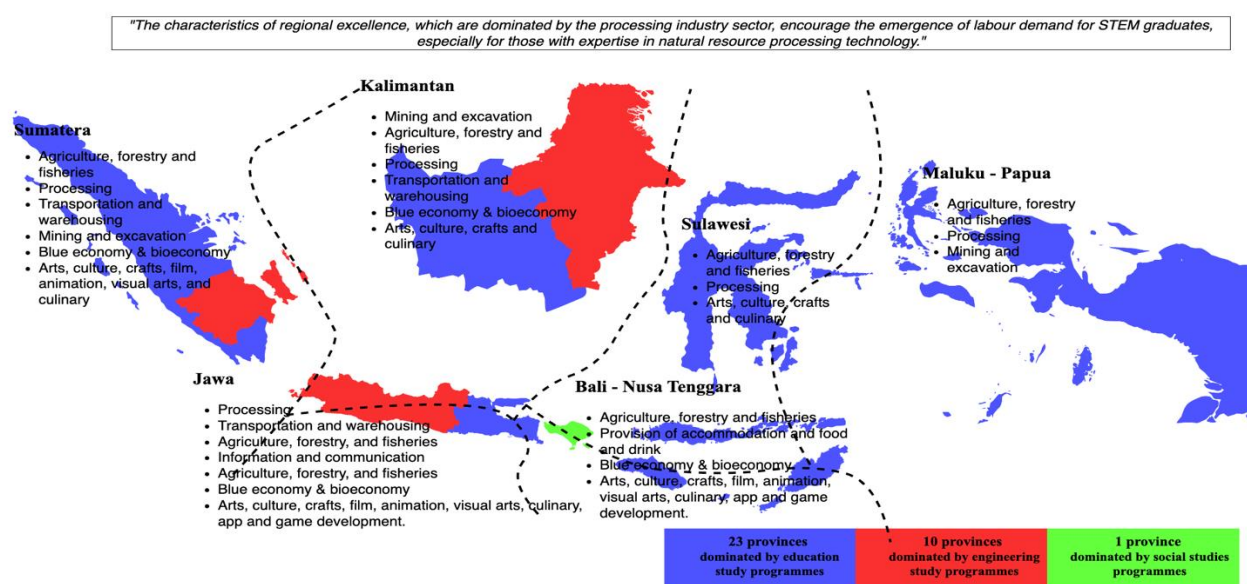 "The characteristics of regional excellence, which are dominated by the processing industry sector, encourage the emergence of labour demand for STEM graduates,
especially for those with expertise in natural resource processing technology."
Kalimantan
• Mining and excavation
• Agriculture, forestry and
fisheries
• Processing
• Transportation and
warehousing
• Blue economy & bioeconomy
• Arts, culture, crafts and
culinary
Sumatera
• Agriculture, forestry and
fisheries
• Processing
• Transportation and
warehousing
• Mining and excavation
• Blue economy & bioeconomy
• Arts, culture, crafts, film,
animation, visual arts, and
culinary
Sulawesi
• Agriculture, forestry
and fisheries
• Processing
• Arts, culture, crafts
and culinary
Maluku - Papua
• Agriculture, forestry
and fisheries
• Processing
• Mining and
excavation
Jawa
• Processing
• Transportation and warehousing
• Agriculture, forestry, and fisheries
• Information and communication
• Agriculture, forestry, and fisheries
• Blue economy & bioeconomy
• Arts, culture, crafts, film, animation, visual arts, culinary,
app and game development.
Bali - Nusa Tenggara
• Agriculture, forestry and fisheries
• Provision of accommodation and food
and drink
• Blue economy & bioeconomy
• Arts, culture, crafts, film, animation,
visual arts, culinary, app and game
development.
23 provinces
dominated by education
study programmes
10 provinces
dominated by engineering
study programmes
1 province
dominated by social studies
programmes